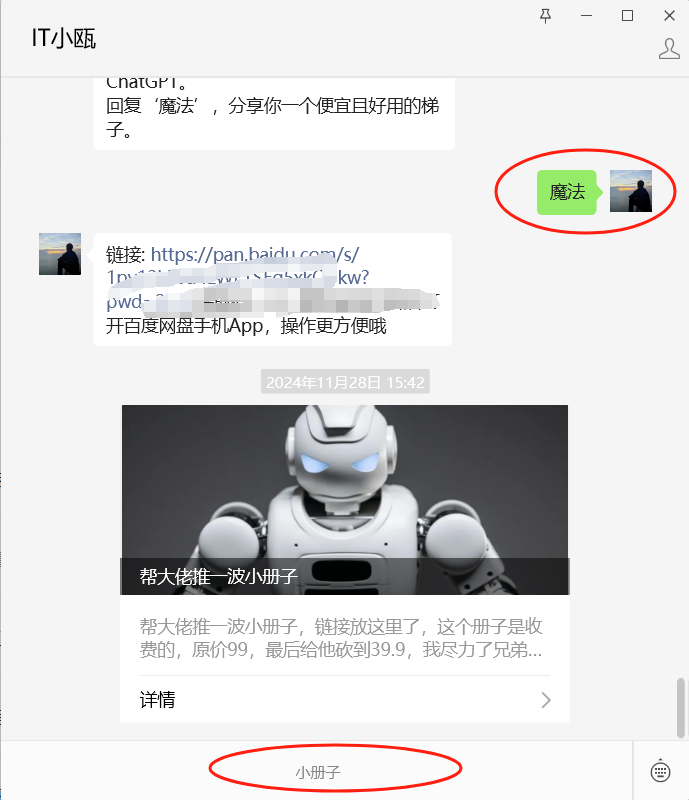 IT小瓯
ChatGPT。
回复‘魔法’，分享你一个便宜且好用的梯
子。
魔法
链接: https://pan.baidu.com/s/
kw?
pwd
开百度网盘手机App，操作更方便哦
2024年11月28日 15:42
帮大佬推一波小册子
帮大佬推一波小册子，链接放这里了，这个册子是收
费的，原价99，最后给他砍到39.9，我尽力了兄弟...
详情
小册子